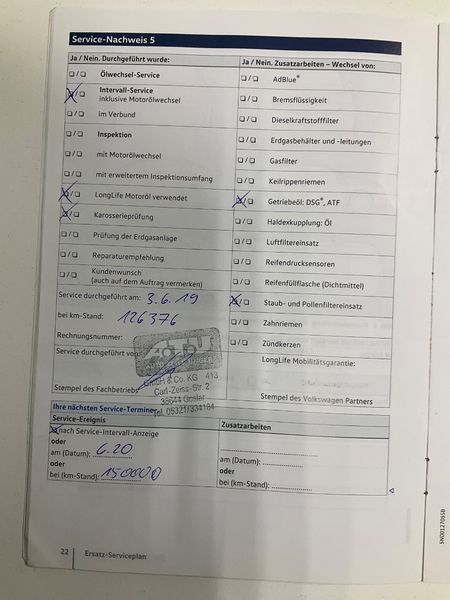 Service-Nachweis 5
Ja / Nein. Durchgeführt wurde:
❑/❑ Ölwechsel-Service
❑/❑ Intervall-Service
inklusive Motorölwechsel
❑/❑ im Verbund
❑/❑ Inspektion
❑/❑ mit Motorölwechsel
❑/❑ mit erweitertem Inspektionsumfang
❑/❑ LongLife Motoröl verwendet
❑/❑ Karosserieprüfung
❑/❑ Prüfung der Erdgasanlage
❑/❑ Reparaturempfehlung
❑/❑ Kundenwunsch
(auch auf dem Auftrag vermerken)
Service durchgeführt am: 3.6.19
bei km-Stand: 126376
Rechnungsnummer:
Service durchgeführt von:
GmbH & Co. KG 413
Carl-Zeiss-Str. 2
Goslar
Tel. 05321/334184
Stempel des Fachbetriebs
Ja / Nein. Zusatzarbeiten – Wechsel von:
❑/❑ AdBlue®
❑/❑ Bremsflüssigkeit
❑/❑ Dieselkraftstofffilter
❑/❑ Erdgasbehälter und -leitungen
❑/❑ Gasfilter
❑/❑ Keilrippenriemen
❑/❑ Getriebeöl: DSG®, ATF
❑/❑ Haldexkupplung: Öl
❑/❑ Luftfiltereinsatz
❑/❑ Reifendrucksensoren
❑/❑ Reifenfüllflasche (Dichtmittel)
❑/❑ Staub- und Pollenfiltereinsatz
❑/❑ Zahnriemen
❑/❑ Zündkerzen
LongLife Mobilitätsgarantie:
Stempel des Volkswagen Partners
Ihre nächsten Service-Termine:
Service-Ereignis
❑ nach Service-Intervall-Anzeige
oder
am (Datum): 6.20
oder
bei (km-Stand): 150000
Zusatzarbeiten
am (Datum):
oder
bei (km-Stand):
22 Ersatz-Serviceplan
5N0012705SB